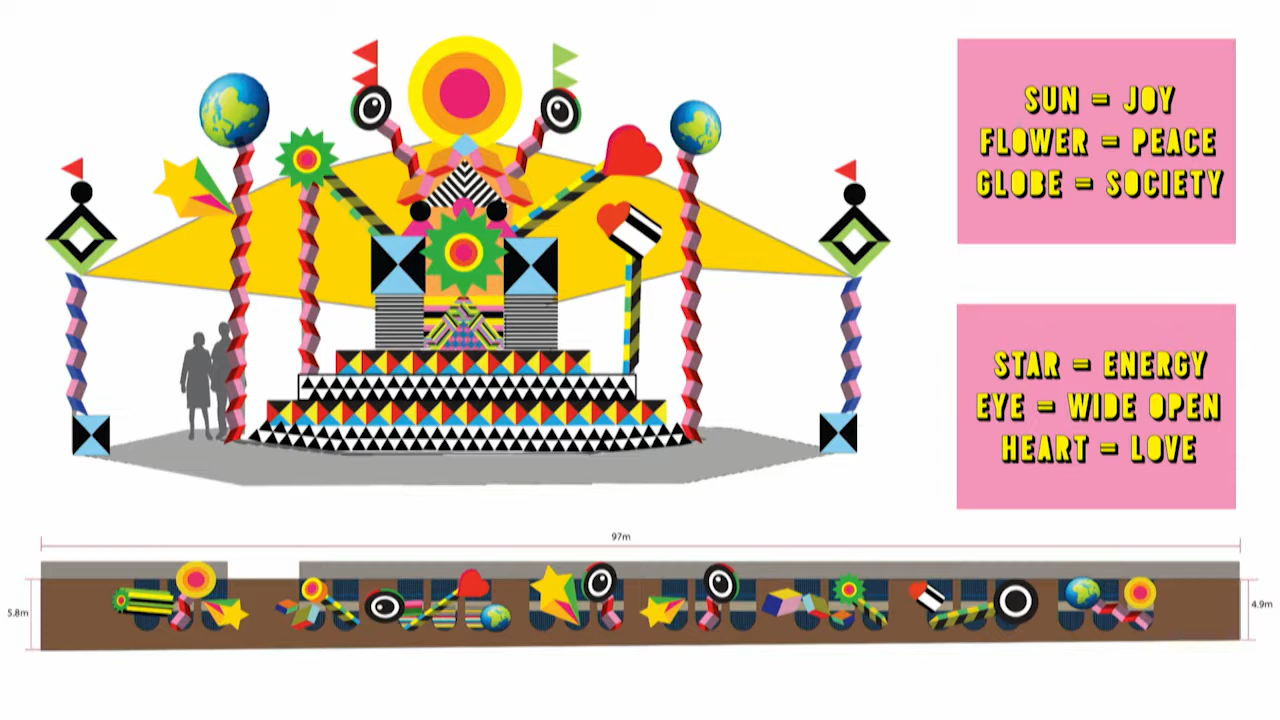 SUN = JOY
FLOWER = PEACE
GLOBE = SOCIETY
STAR = ENERGY
EYE = WIDE OPEN
HEART = LOVE
97m
5.8m
4.9m